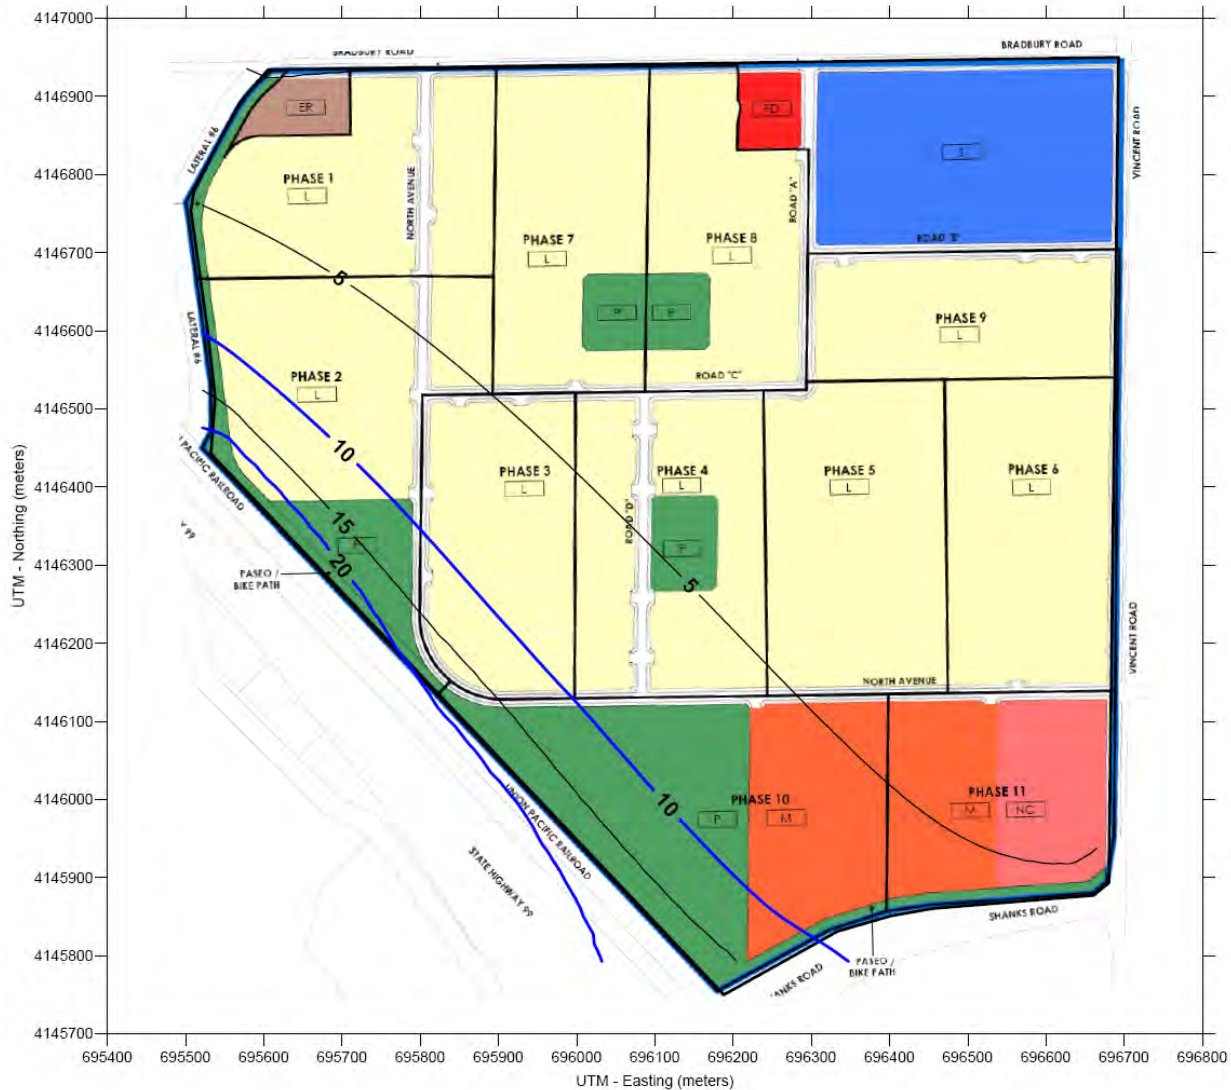 4147000
4146900
4146800
4146700
4146600
4146500
4146400
4146300
4146200
4146100
4146000
4145900
4145800
4145700
UTM - Northing (meters)
695400 695500 695600 695700 695800 695900 696000 696100 696200 696300 696400 696500 696600 696700 696800
UTM - Easting (meters)
BRADBURY ROAD
BRADBURY ROAD
LATERAL #6
ER
FD
S
VINCENT ROAD
PHASE 1
L
NORTH AVENUE
ROAD "A"
PHASE 7
L
PHASE 8
L
ROAD "B"
5
P
P
LATERAL #6
PHASE 9
L
PHASE 2
L
ROAD "C"
10
PACIFIC RAILROAD
PHASE 3
L
PHASE 4
L
PHASE 5
L
PHASE 6
L
15
ROAD "D"
99
P
20
PASEO /
BIKE PATH
P
5
VINCENT ROAD
NORTH AVENUE
10
PHASE 10
P
M
PHASE 11
M
NC
UNION PACIFIC RAILROAD
STATE HIGHWAY 99
SHANKS ROAD
PASEO /
BIKE PATH
ANKS ROAD